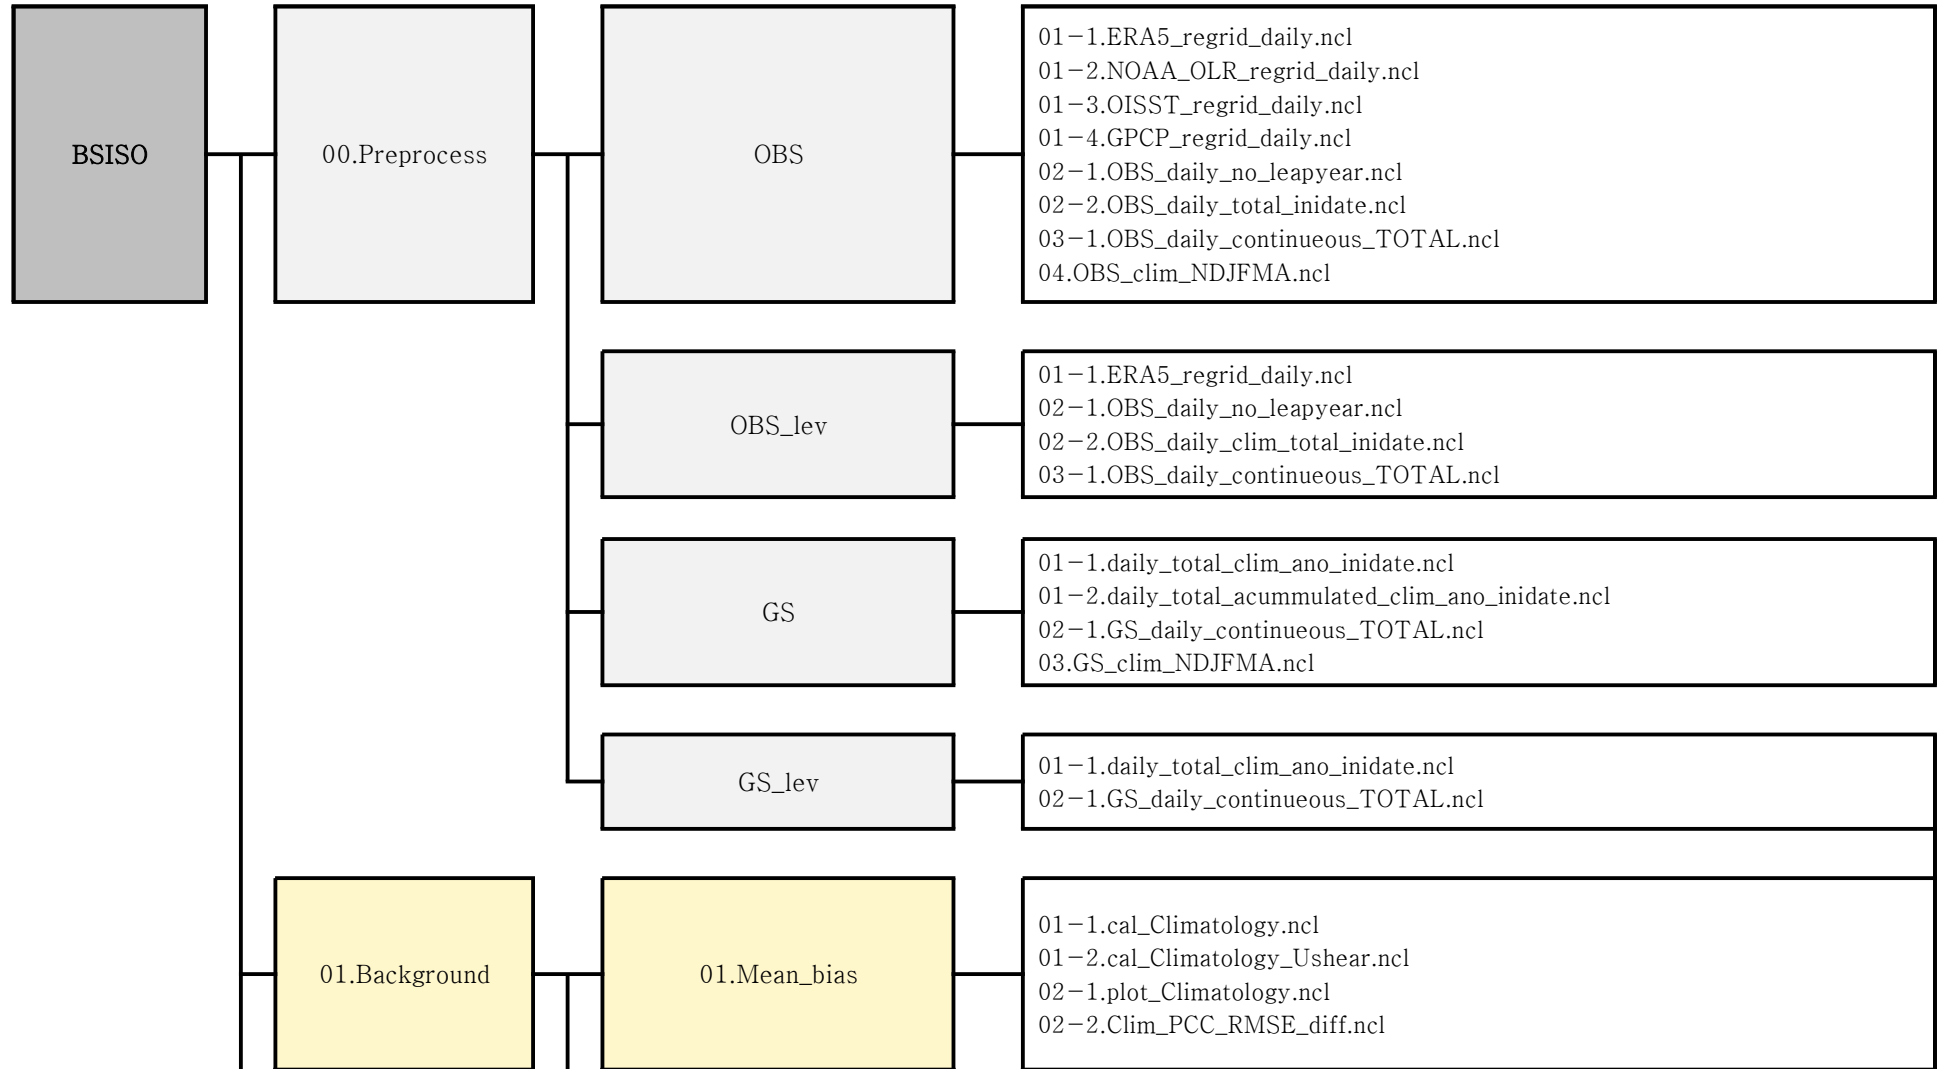 BSISO
00.Preprocess
OBS
01-1.ERA5_regrid_daily.ncl
01-2.NOAA_OLR_regrid_daily.ncl
01-3.OISST_regrid_daily.ncl
01-4.GPCP_regrid_daily.ncl
02-1.OBS_daily_no_leapyear.ncl
02-2.OBS_daily_total_inidate.ncl
03-1.OBS_daily_continueous_TOTAL.ncl
04.OBS_clim_NDJFMA.ncl
OBS_lev
01-1.ERA5_regrid_daily.ncl
02-1.OBS_daily_no_leapyear.ncl
02-2.OBS_daily_clim_total_inidate.ncl
03-1.OBS_daily_continueous_TOTAL.ncl
GS
01-1.daily_total_clim_ano_inidate.ncl
01-2.daily_total_acummulated_clim_ano_inidate.ncl
02-1.GS_daily_continueous_TOTAL.ncl
03.GS_clim_NDJFMA.ncl
GS_lev
01-1.daily_total_clim_ano_inidate.ncl
02-1.GS_daily_continueous_TOTAL.ncl
01.Background
01.Mean_bias
01-1.cal_Climatology.ncl
01-2.cal_Climatology_Ushear.ncl
02-1.plot_Climatology.ncl
02-2.Clim_PCC_RMSE_diff.ncl